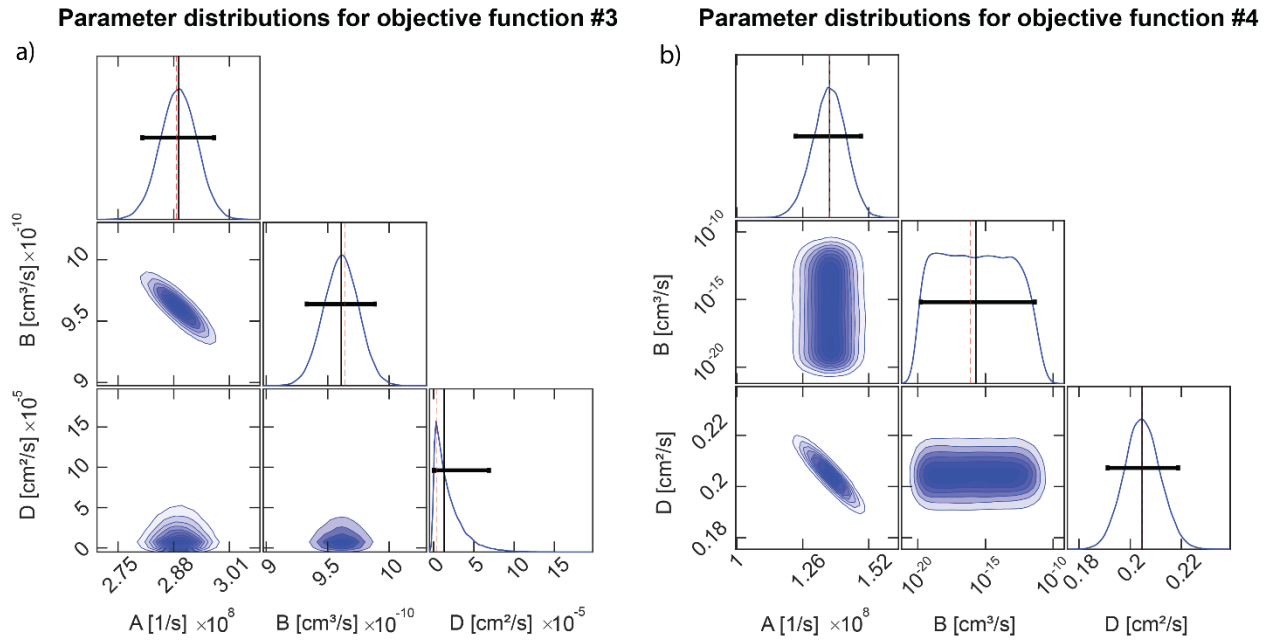 Parameter distributions for objective function #3
a)
B [cm³/s] ×10⁻¹⁰
10
9.5
9
D [cm²/s] ×10⁻⁵
15
10
5
0
2.75
2.88
3.01
9
9.5
10
0
5
10
15
A [1/s] ×10⁸
B [cm³/s] ×10⁻¹⁰
D [cm²/s] ×10⁻⁵
Parameter distributions for objective function #4
b)
B [cm³/s]
10⁻¹⁰
10⁻¹⁵
10⁻²⁰
D [cm²/s]
0.22
0.2
0.18
1
1.26
1.52
10⁻²⁰
10⁻¹⁵
10⁻¹⁰
0.18
0.2
0.22
A [1/s] ×10⁸
B [cm³/s]
D [cm²/s]